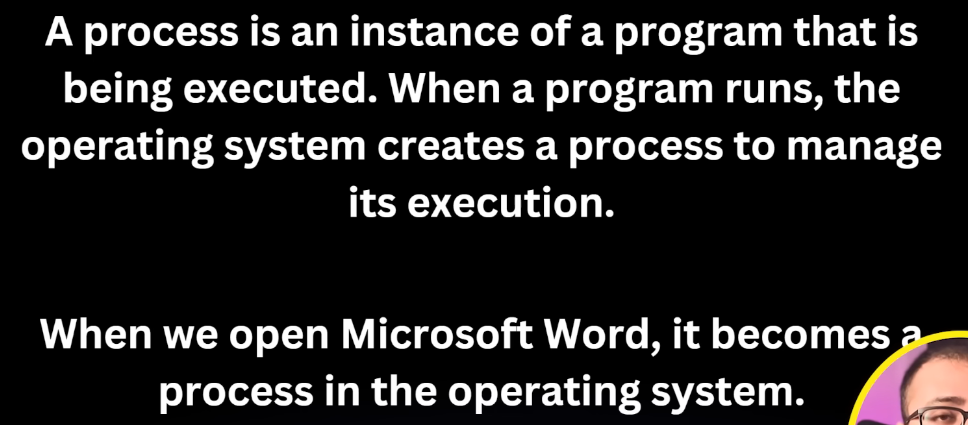 A process is an instance of a program that is
being executed. When a program runs, the
operating system creates a process to manage
its execution.
When we open Microsoft Word, it becomes a
process in the operating system.